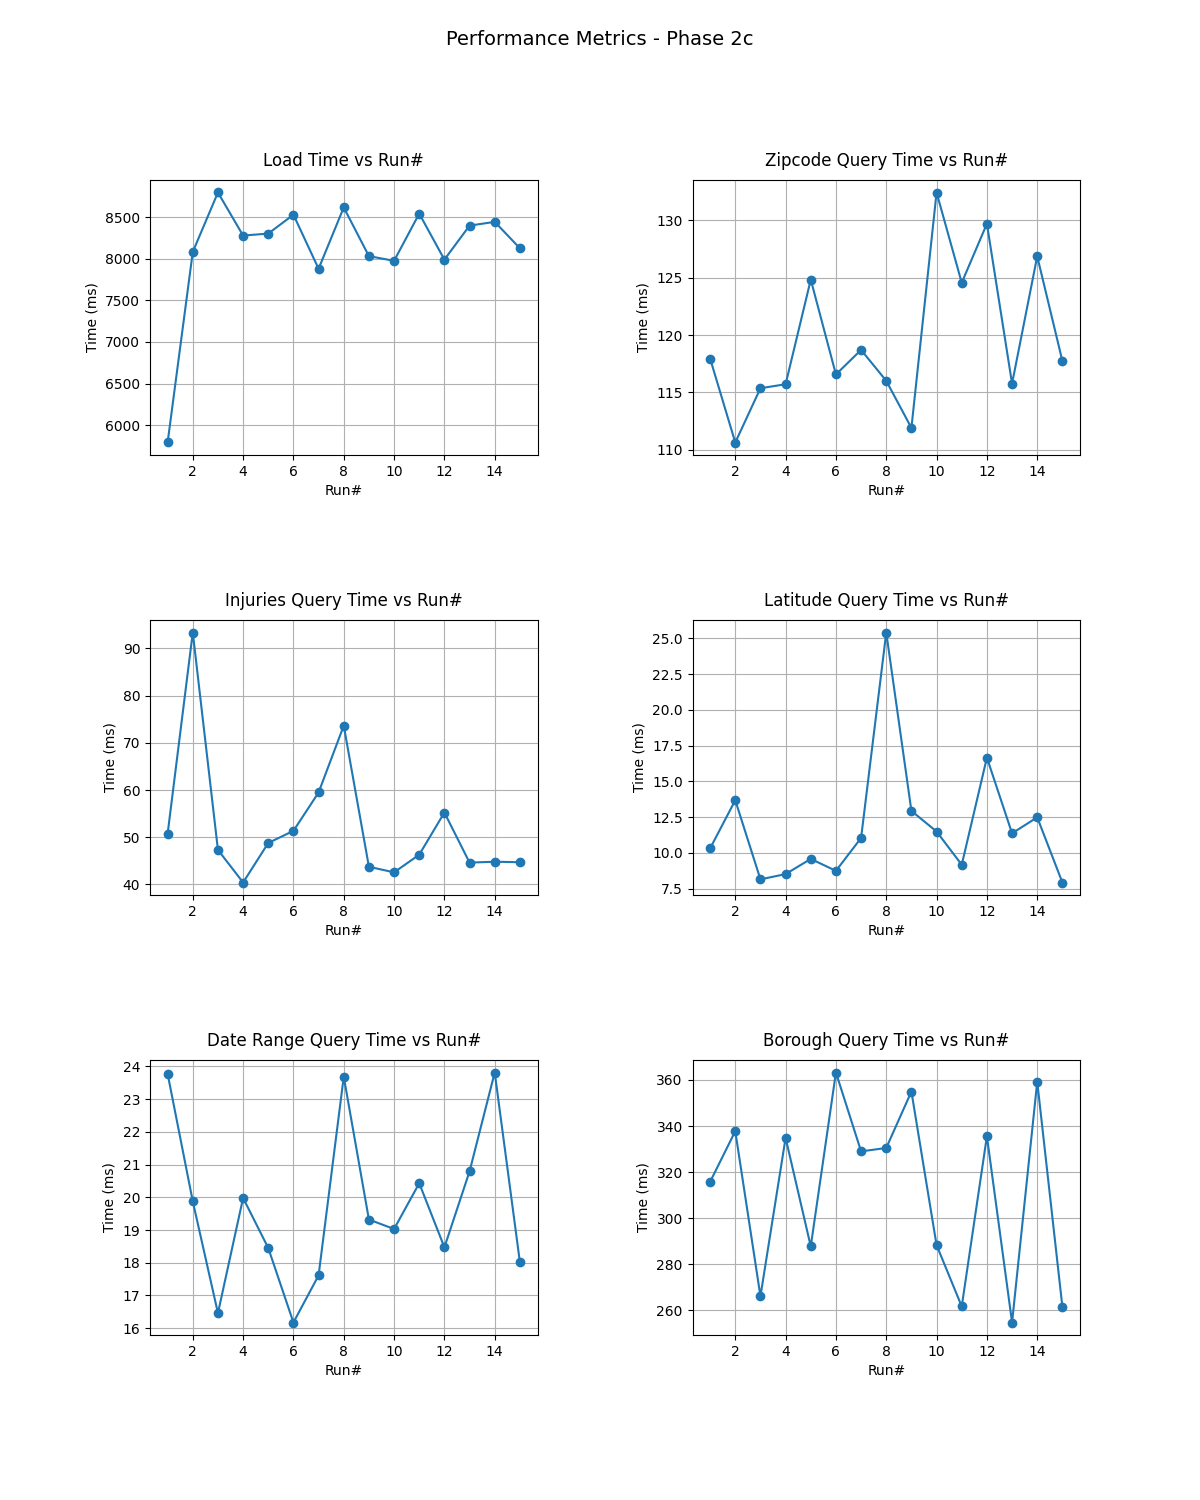 Performance Metrics - Phase 2c
Load Time vs Run#
Time (ms)
8500
8000
7500
7000
6500
6000
2 4 6 8 10 12 14
Run#
Zipcode Query Time vs Run#
Time (ms)
130
125
120
115
110
2 4 6 8 10 12 14
Run#
Injuries Query Time vs Run#
Time (ms)
90
80
70
60
50
40
2 4 6 8 10 12 14
Run#
Latitude Query Time vs Run#
Time (ms)
25.0
22.5
20.0
17.5
15.0
12.5
10.0
7.5
2 4 6 8 10 12 14
Run#
Date Range Query Time vs Run#
Time (ms)
24
23
22
21
20
19
18
17
16
2 4 6 8 10 12 14
Run#
Borough Query Time vs Run#
Time (ms)
360
340
320
300
280
260
2 4 6 8 10 12 14
Run#